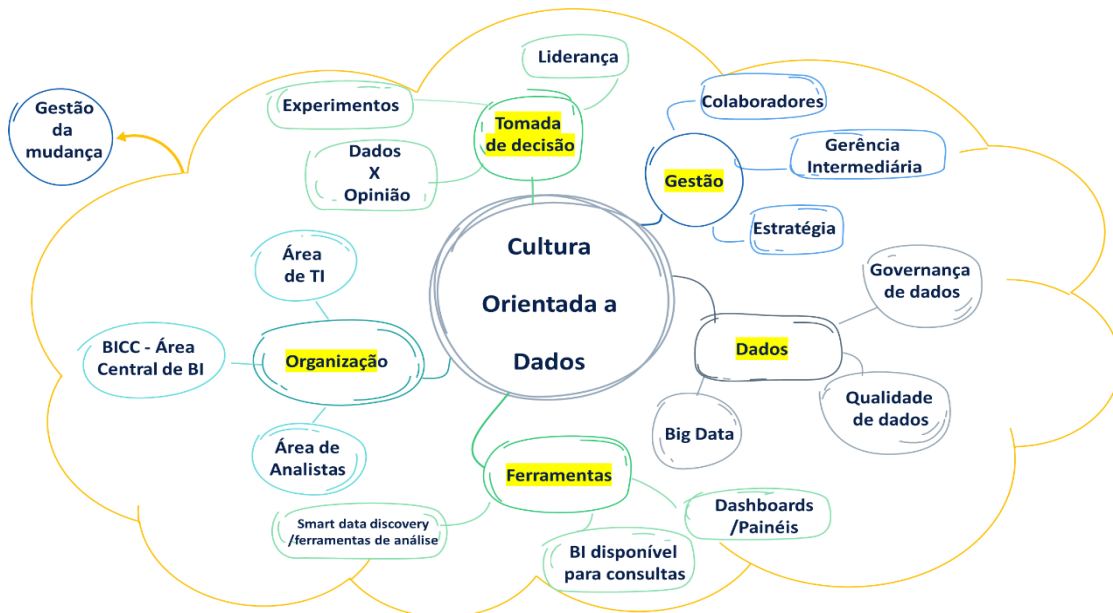 Gestão
da
mudança
Liderança
Experimentos
Tomada
de decisão
Dados
X
Opinião
Colaboradores
Gerência
Intermediária
Gestão
Estratégia
Cultura
Orientada a
Dados
Área
de TI
BICC - Área
Central de BI
Organização
Área de
Analistas
Governança
de dados
Dados
Qualidade
de dados
Big Data
Ferramentas
Smart data discovery
/ferramentas de análise
BI disponível
para consultas
Dashboards
/Painéis